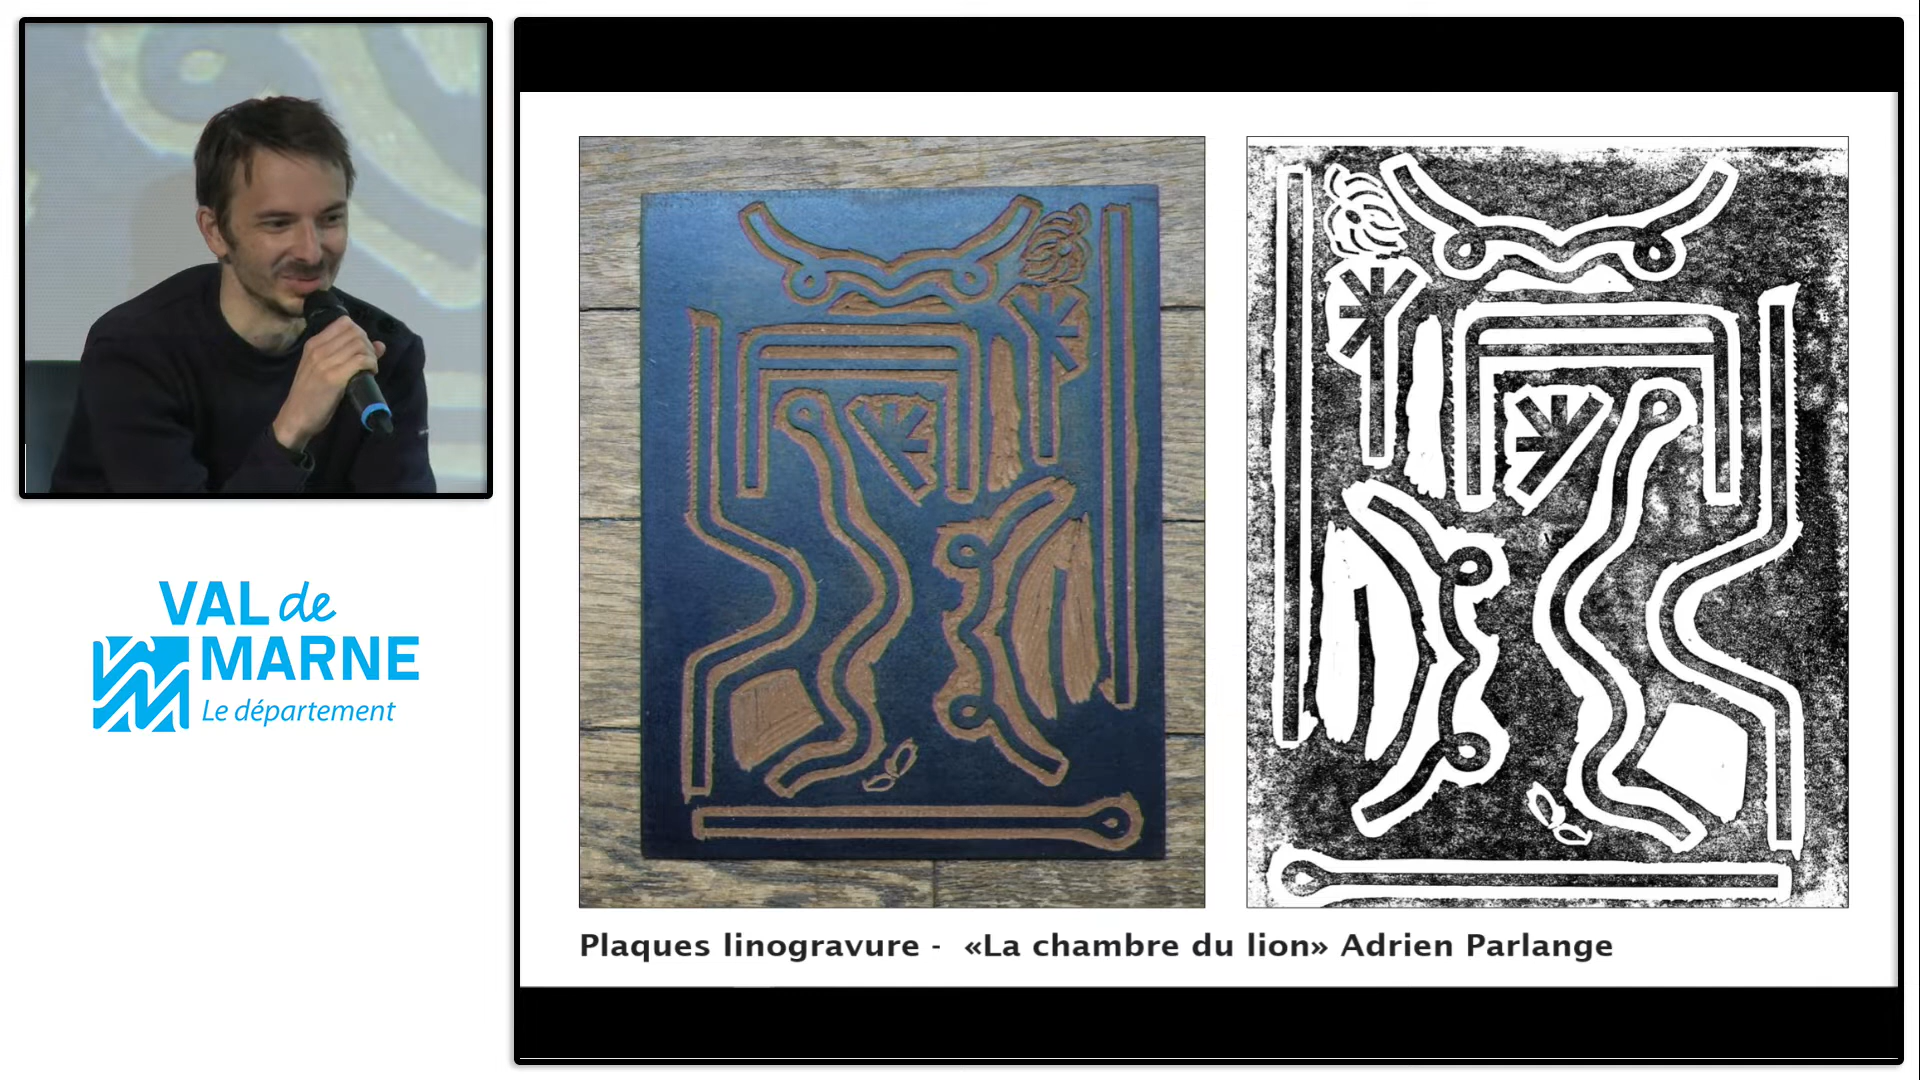 VAL de
MARNE
Le département
Plaques linogravure - «La chambre du lion» Adrien Parlange